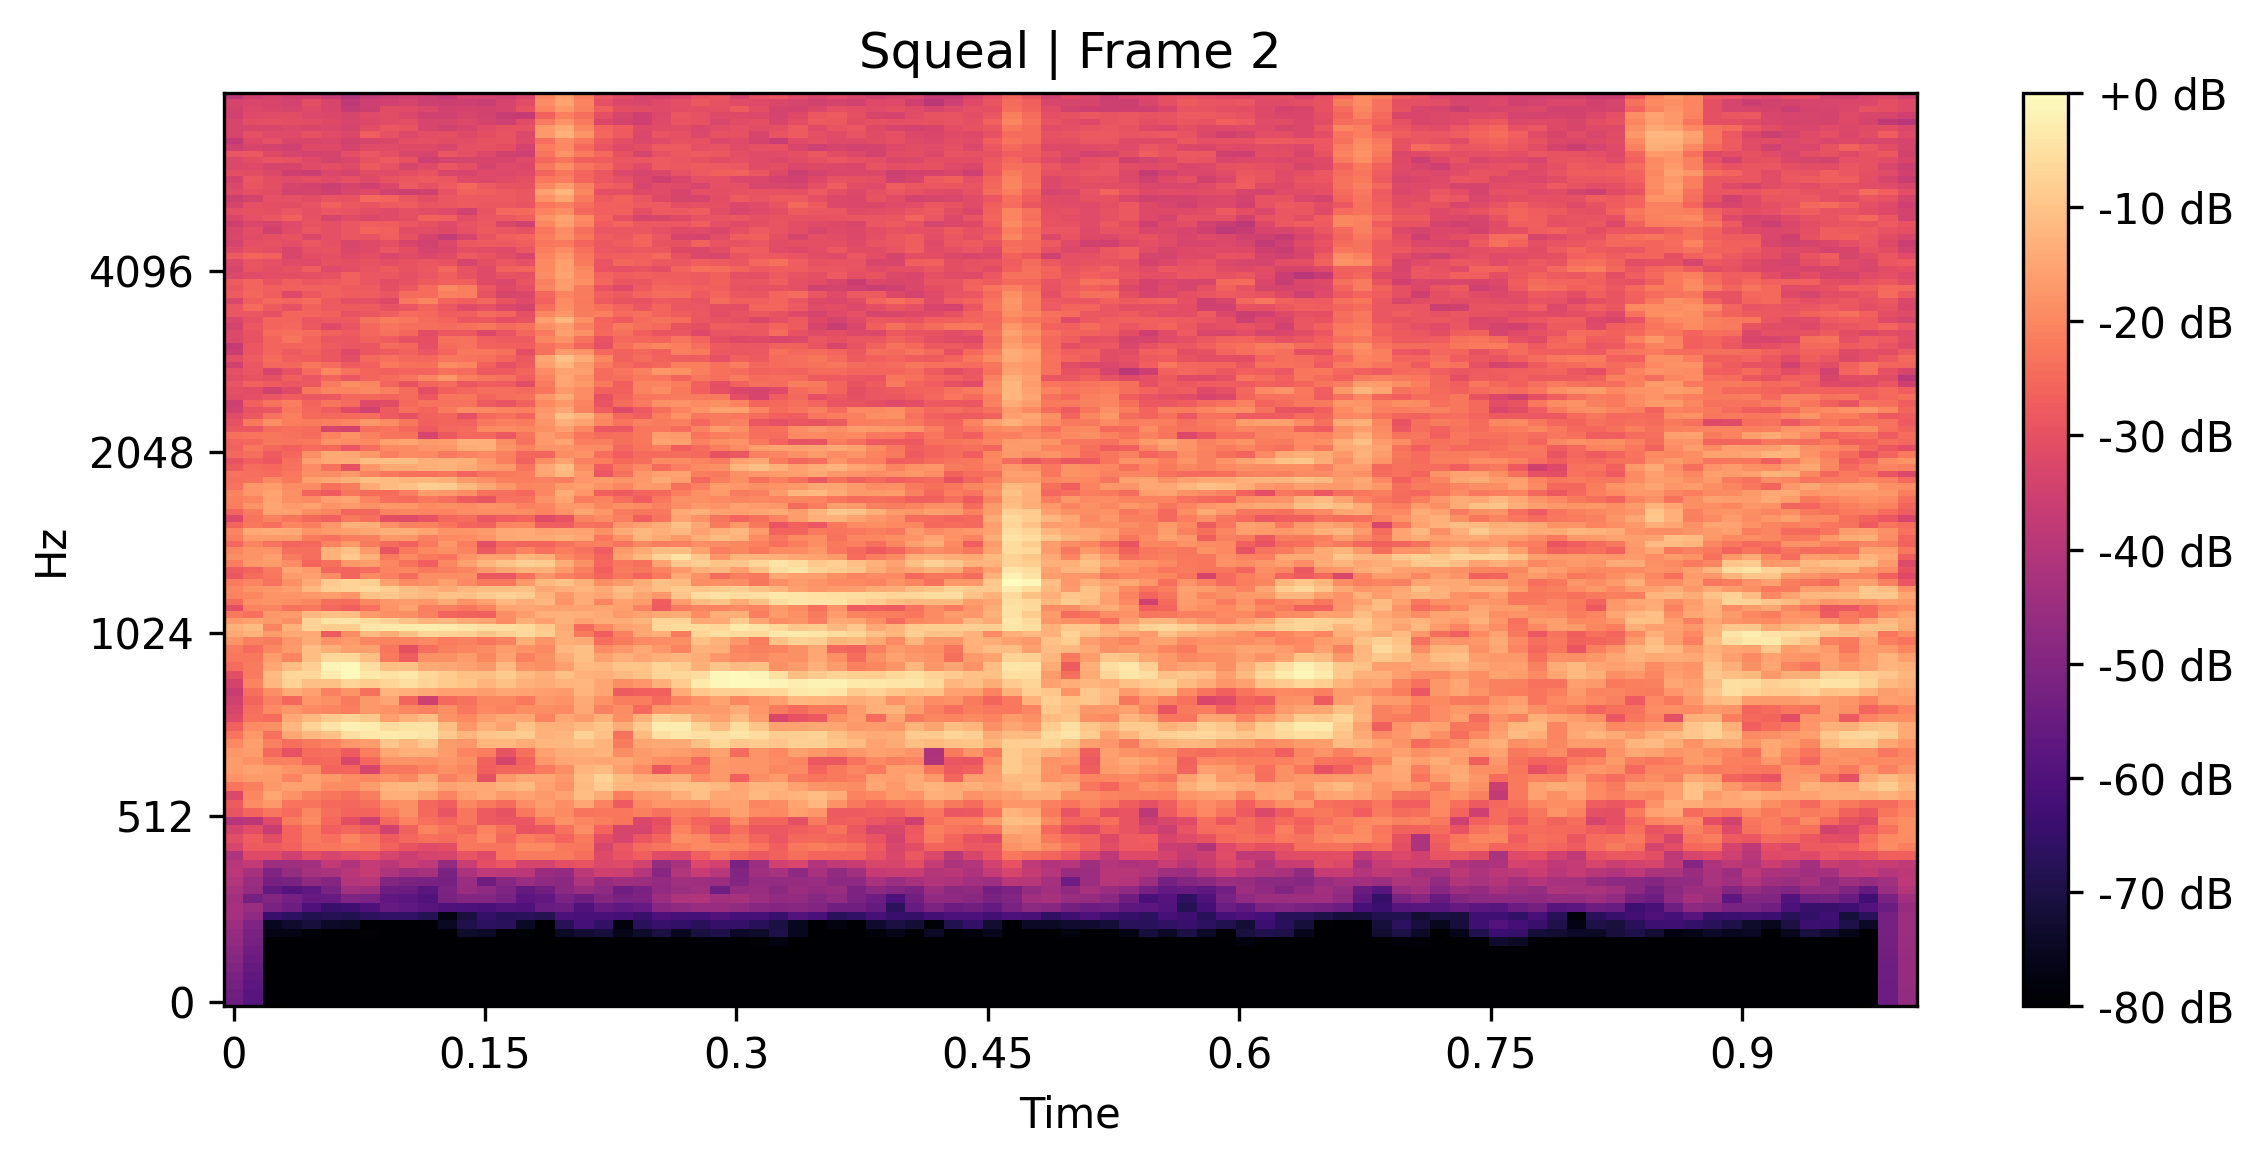 Squeal | Frame 2
Hz
4096
2048
1024
512
0
0 0.15 0.3 0.45 0.6 0.75 0.9
Time
+0 dB
-10 dB
-20 dB
-30 dB
-40 dB
-50 dB
-60 dB
-70 dB
-80 dB